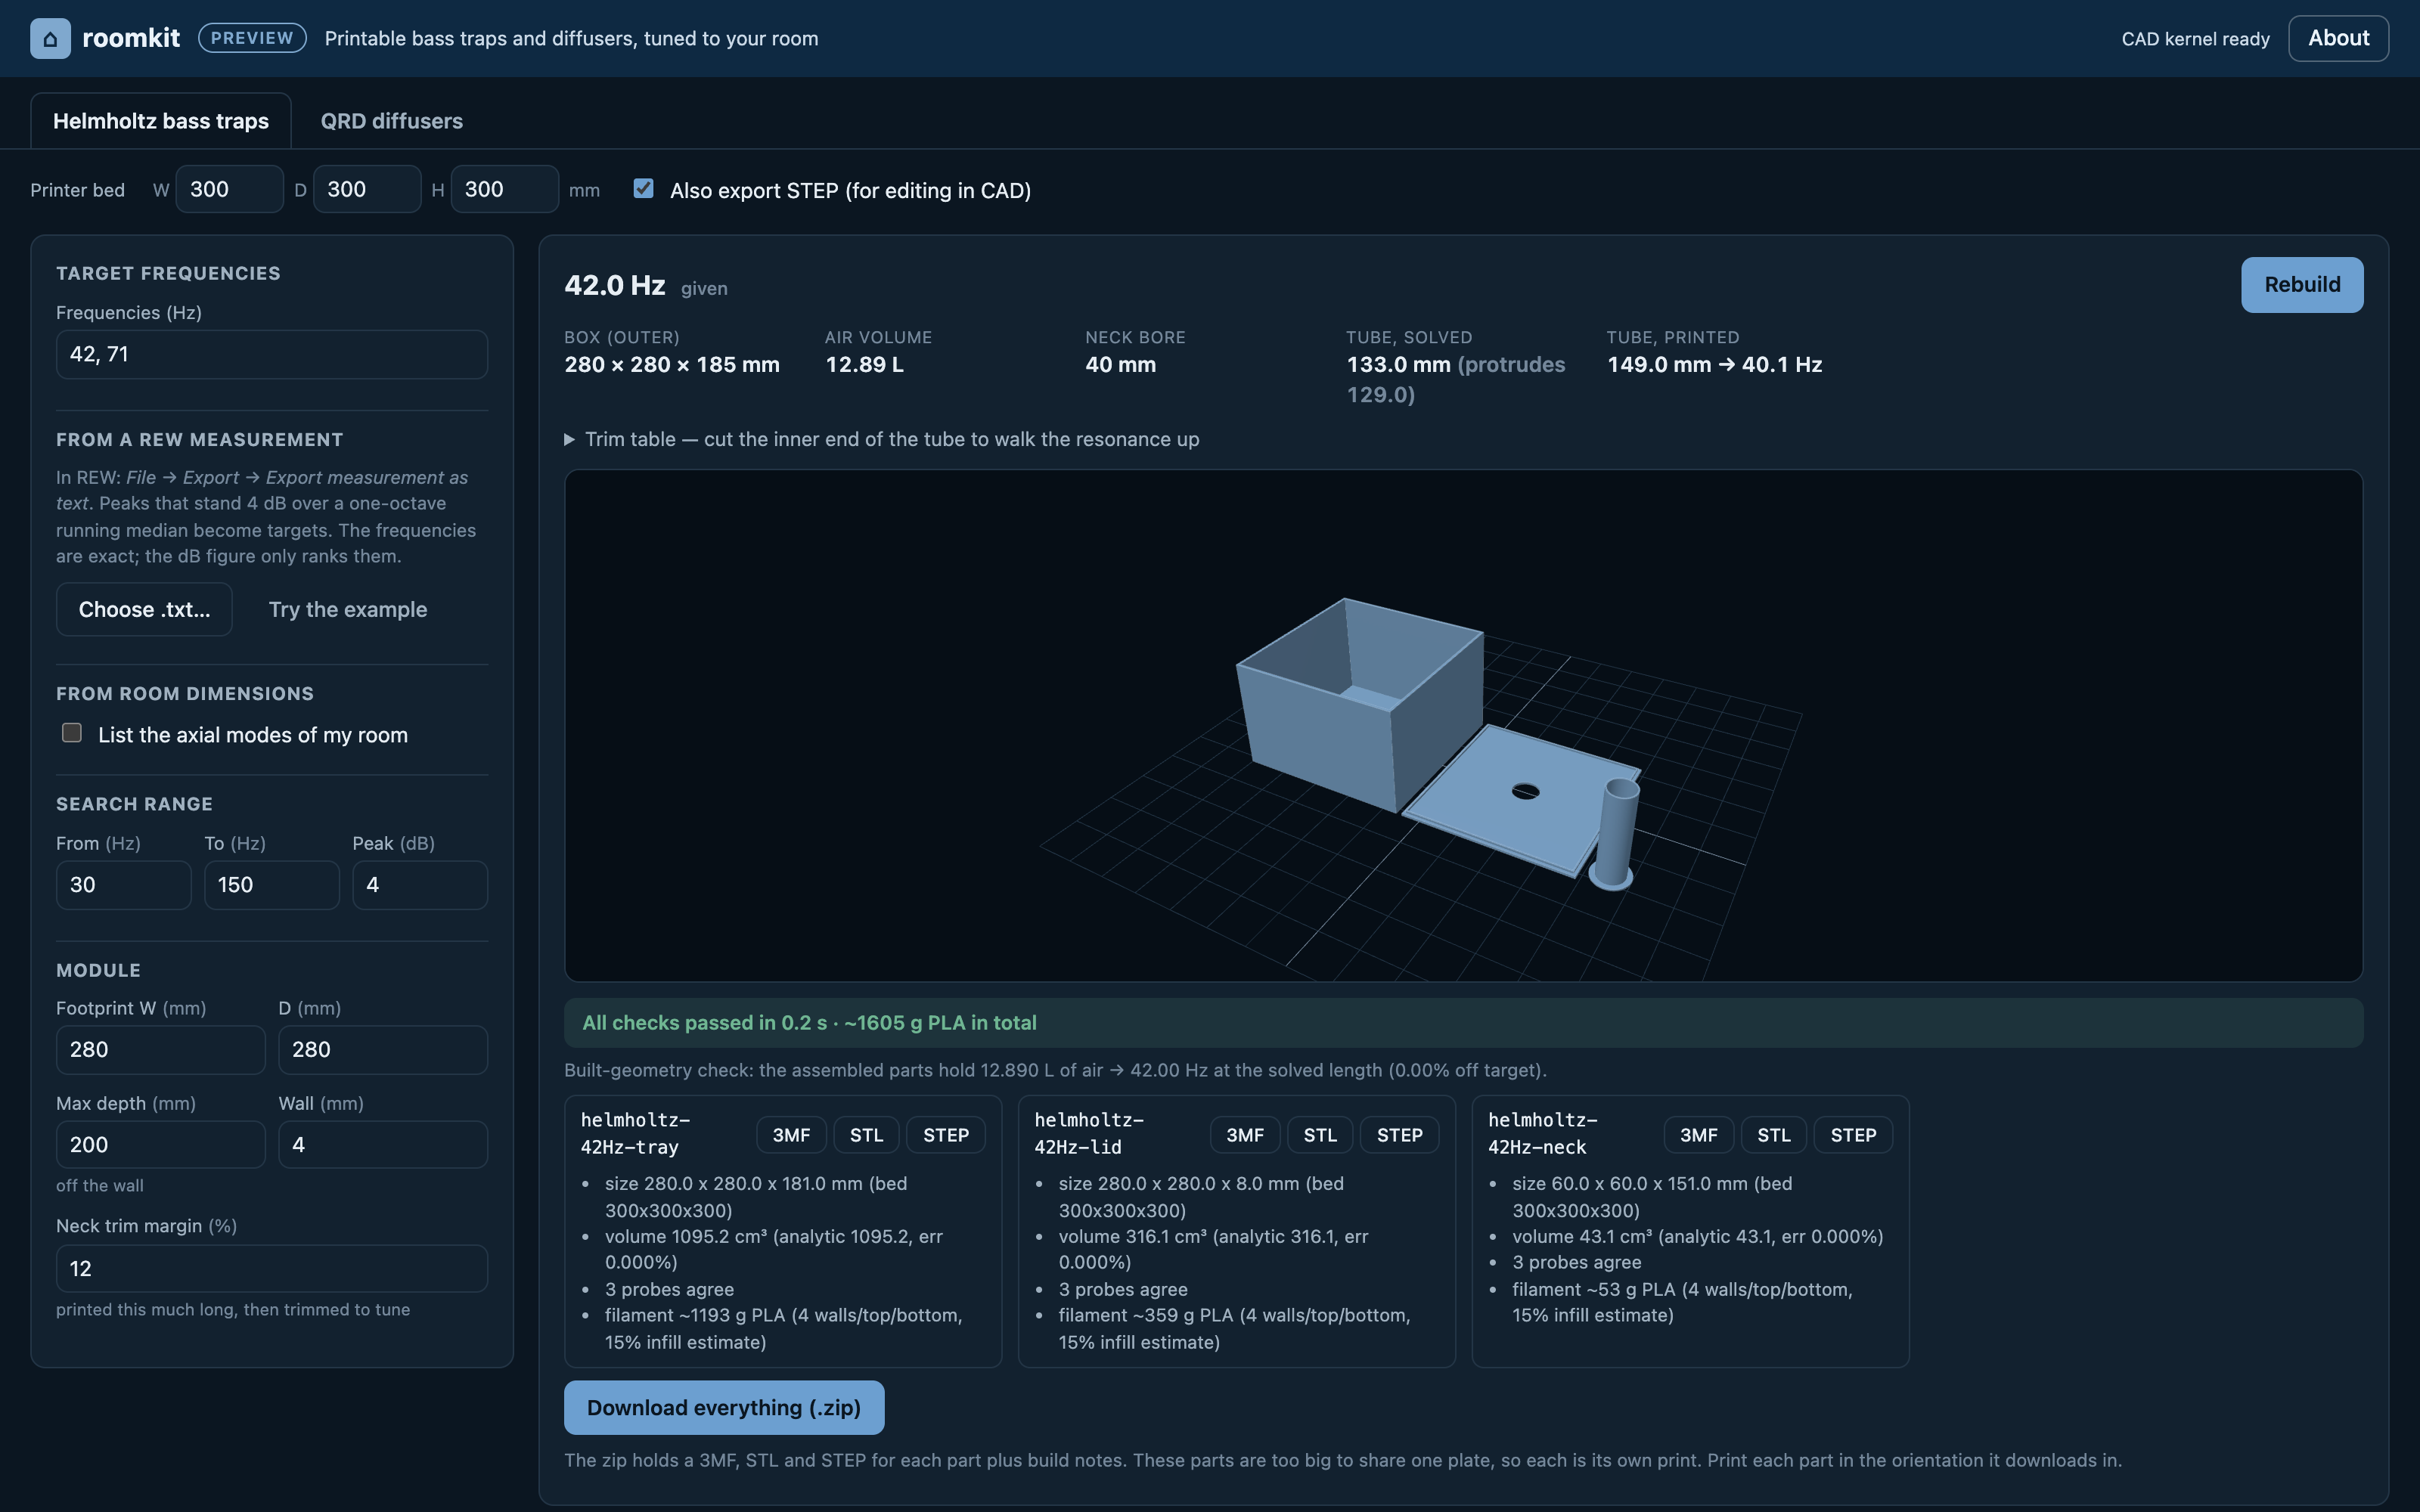 roomkit PREVIEW Printable bass traps and diffusers, tuned to your room CAD kernel ready About
Helmholtz bass traps QRD diffusers
Printer bed W 300 D 300 H 300 mm Also export STEP (for editing in CAD)
TARGET FREQUENCIES
Frequencies (Hz)
42, 71
FROM A REW MEASUREMENT
In REW: File → Export → Export measurement as
text. Peaks that stand 4 dB over a one-octave
running median become targets. The frequencies
are exact; the dB figure only ranks them.
Choose .txt... Try the example
FROM ROOM DIMENSIONS
List the axial modes of my room
SEARCH RANGE
From (Hz) To (Hz) Peak (dB)
30 150 4
MODULE
Footprint W (mm) D (mm)
280 280
Max depth (mm) Wall (mm)
200 4
off the wall
Neck trim margin (%)
12
printed this much long, then trimmed to tune
42.0 Hz given Rebuild
BOX (OUTER) AIR VOLUME NECK BORE TUBE, SOLVED TUBE, PRINTED
280 × 280 × 185 mm 12.89 L 40 mm 133.0 mm (protrudes 149.0 mm → 40.1 Hz
129.0)
▶ Trim table — cut the inner end of the tube to walk the resonance up
All checks passed in 0.2 s · ~1605 g PLA in total
Built-geometry check: the assembled parts hold 12.890 L of air → 42.00 Hz at the solved length (0.00% off target).
helmholtz-
42Hz-tray 3MF STL STEP
• size 280.0 x 280.0 x 181.0 mm (bed
300x300x300)
• volume 1095.2 cm³ (analytic 1095.2, err
0.000%)
• 3 probes agree
• filament ~1193 g PLA (4 walls/top/bottom,
15% infill estimate)
helmholtz-
42Hz-lid 3MF STL STEP
• size 280.0 x 280.0 x 8.0 mm (bed
300x300x300)
• volume 316.1 cm³ (analytic 316.1, err
0.000%)
• 3 probes agree
• filament ~359 g PLA (4 walls/top/bottom,
15% infill estimate)
helmholtz-
42Hz-neck 3MF STL STEP
• size 60.0 x 60.0 x 151.0 mm (bed
300x300x300)
• volume 43.1 cm³ (analytic 43.1, err 0.000%)
• 3 probes agree
• filament ~53 g PLA (4 walls/top/bottom,
15% infill estimate)
Download everything (.zip)
The zip holds a 3MF, STL and STEP for each part plus build notes. These parts are too big to share one plate, so each is its own print. Print each part in the orientation it downloads in.